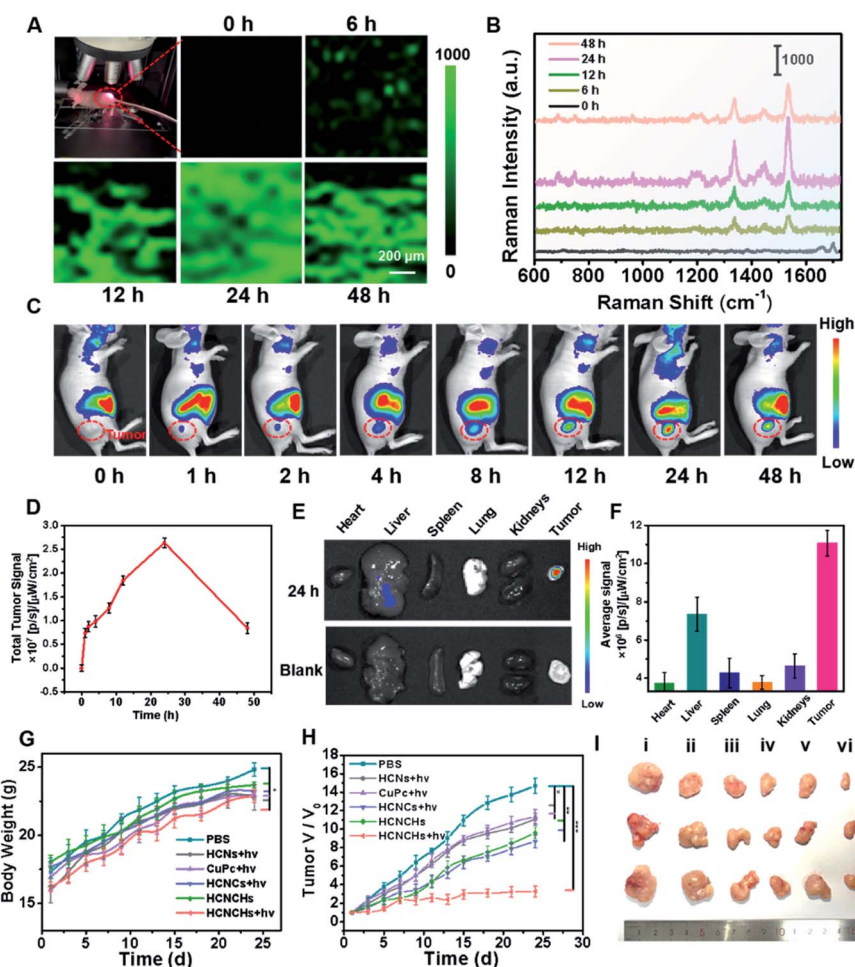 A
0 h
6 h
1000
0
200 µm
12 h
24 h
48 h
B
48 h
24 h
12 h
6 h
0 h
1000
Raman Intensity (a.u.)
600 800 1000 1200 1400 1600
Raman Shift (cm⁻¹)
C
Tumor
0 h 1 h 2 h 4 h 8 h 12 h 24 h 48 h
High
Low
D
Total Tumor Signal
×10⁷ [p/s]/[µW/cm²]
3.0
2.5
2.0
1.5
1.0
0.5
0.0
-0.5
0 10 20 30 40 50
Time (h)
E
Heart Liver Spleen Lung Kidneys Tumor
24 h
Blank
High
Low
F
Average signal
×10⁶ [p/s]/[µW/cm²]
12
10
8
6
4
Heart Liver Spleen Lung Kidneys Tumor
G
Body Weight (g)
25
20
15
PBS
HCNs+hv
CuPc+hv
HCNCs+hv
HCNCHs
HCNCHs+hv
*
0 5 10 15 20 25
Time (d)
H
Tumor V / V₀
18
16
14
12
10
8
6
4
2
0
PBS
HCNs+hv
CuPc+hv
HCNCs+hv
HCNCHs
HCNCHs+hv
*
**
***
0 5 10 15 20 25 30
Time (d)
I
i ii iii iv v vi